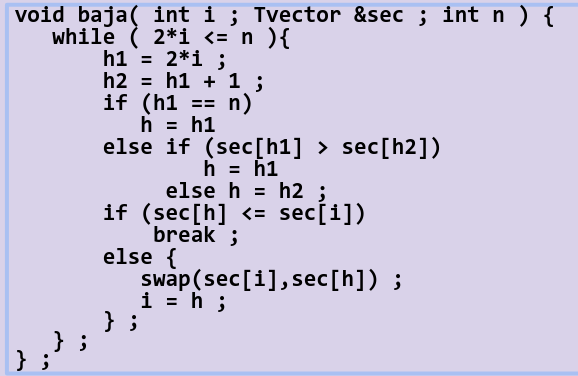 void baja( int i ; Tvector &sec ; int n ) {
while ( 2*i <= n ){
h1 = 2*i ;
h2 = h1 + 1 ;
if (h1 == n)
h = h1
else if (sec[h1] > sec[h2])
h = h1
else h = h2 ;
if (sec[h] <= sec[i])
break ;
else {
swap(sec[i],sec[h]) ;
i = h ;
} ;
} ;
} ;